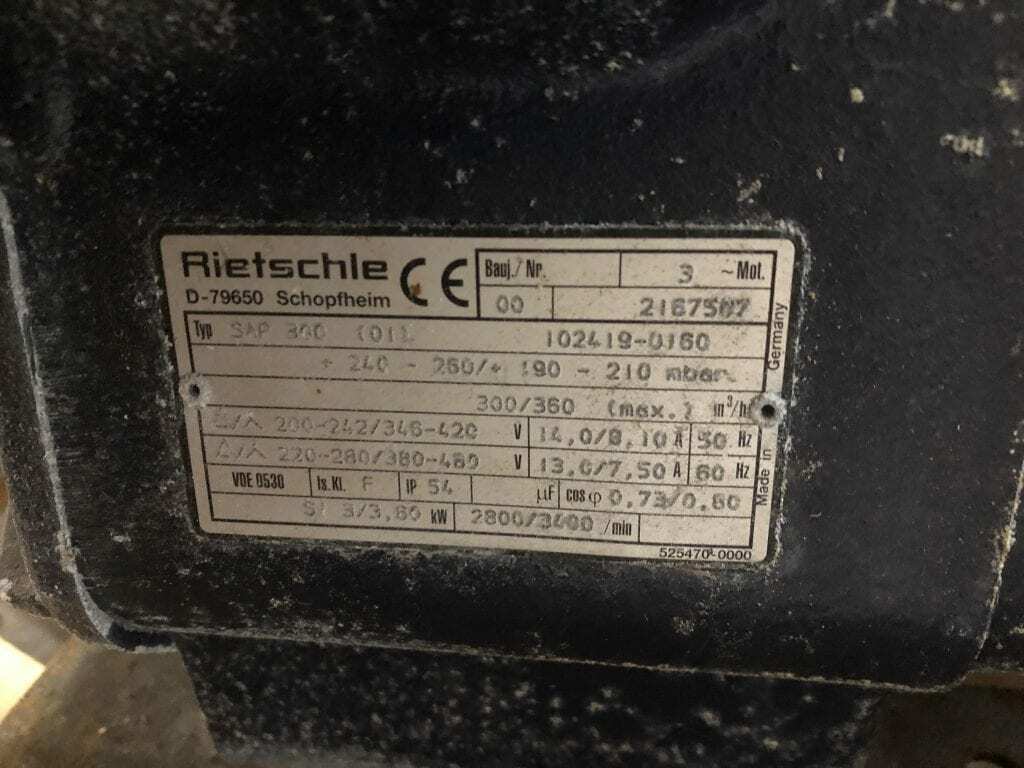 Rietschle CE
D-79650 Schopfheim
Bauj./Nr. 3 ~Mot.
00 2187507
Typ SAP 300 (01) 102419-0160
+ 240 - 260/+ 190 - 210 mbar
300/360 (max.) m³/h
Δ/Y 200-242/346-420 V 14,0/8,10 A 50 Hz
Δ/Y 220-280/380-480 V 13,0/7,50 A 60 Hz
VDE 0530 Is.Kl. F IP 54 µF cos φ 0,73/0,80
3/3,60 kW 2800/3400 /min
525470-0000
Made in Germany